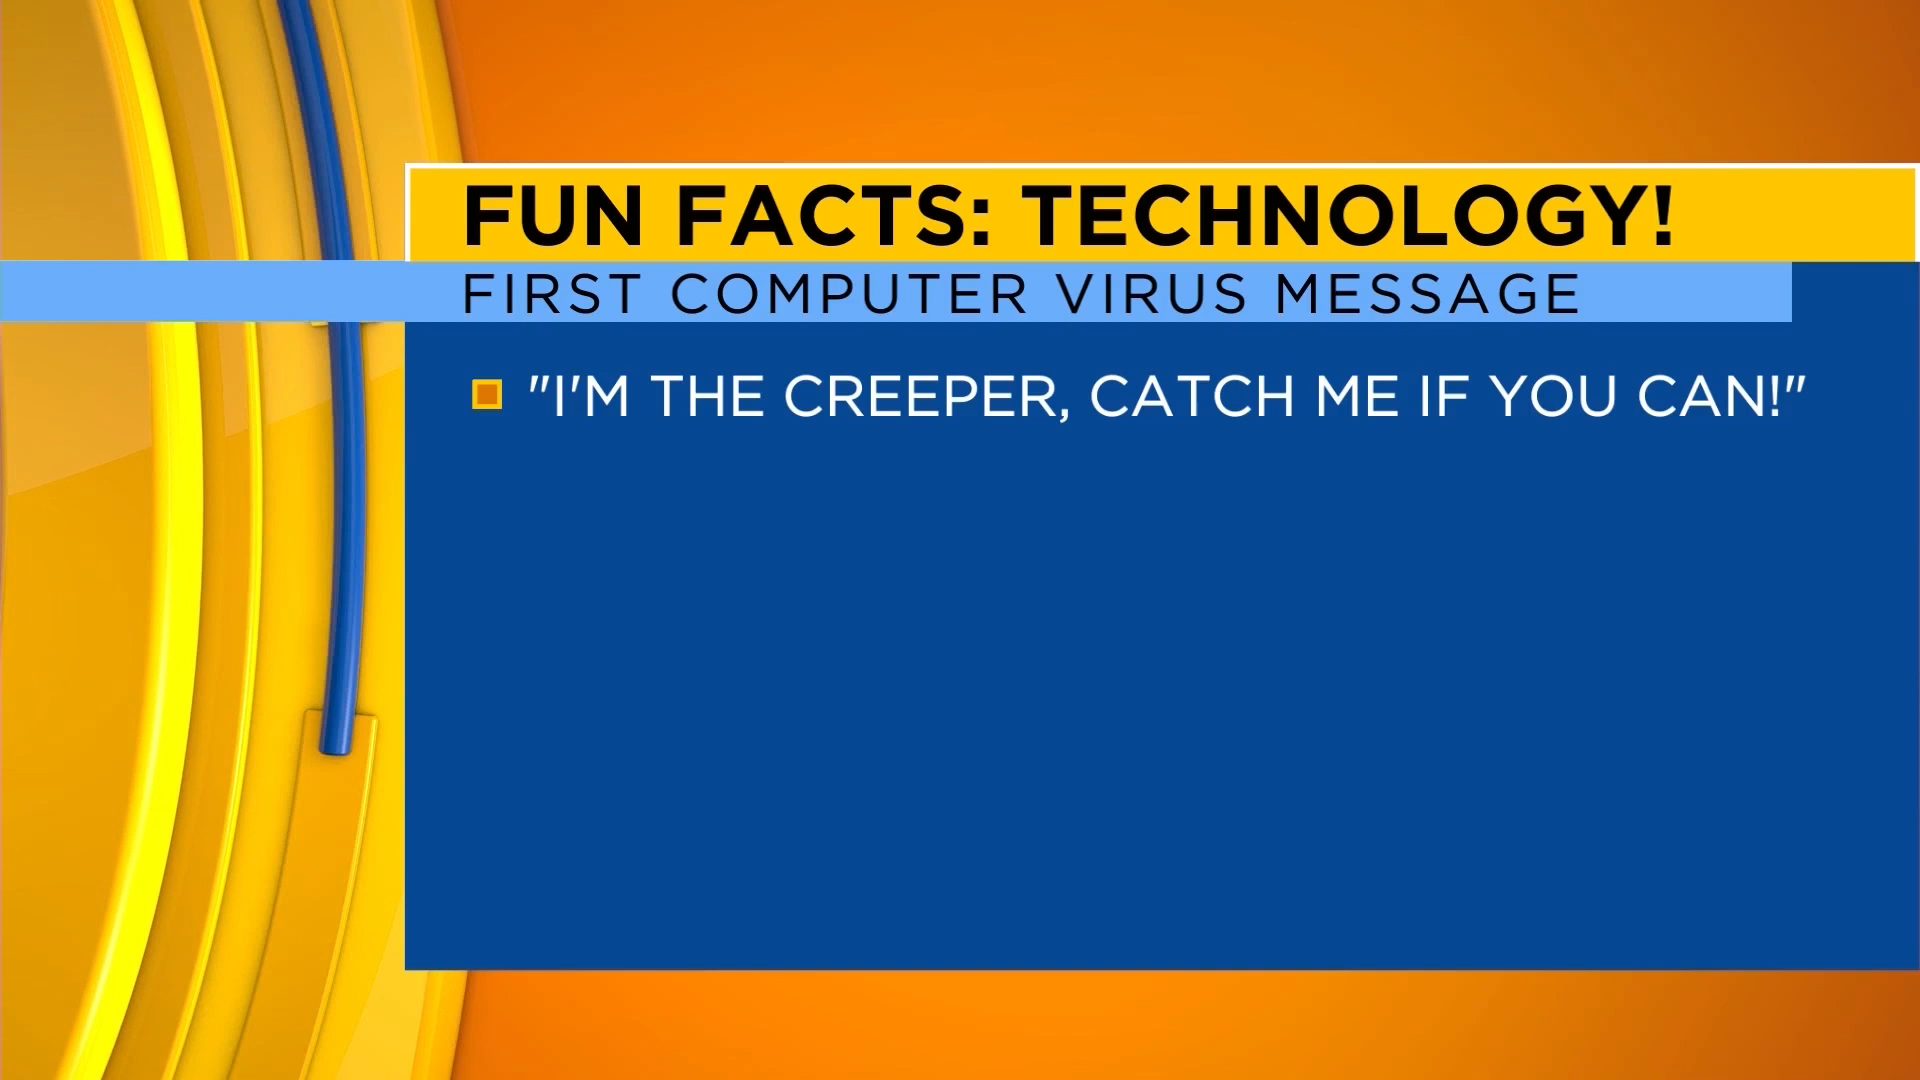 FUN FACTS: TECHNOLOGY!
FIRST COMPUTER VIRUS MESSAGE
"I'M THE CREEPER, CATCH ME IF YOU CAN!"